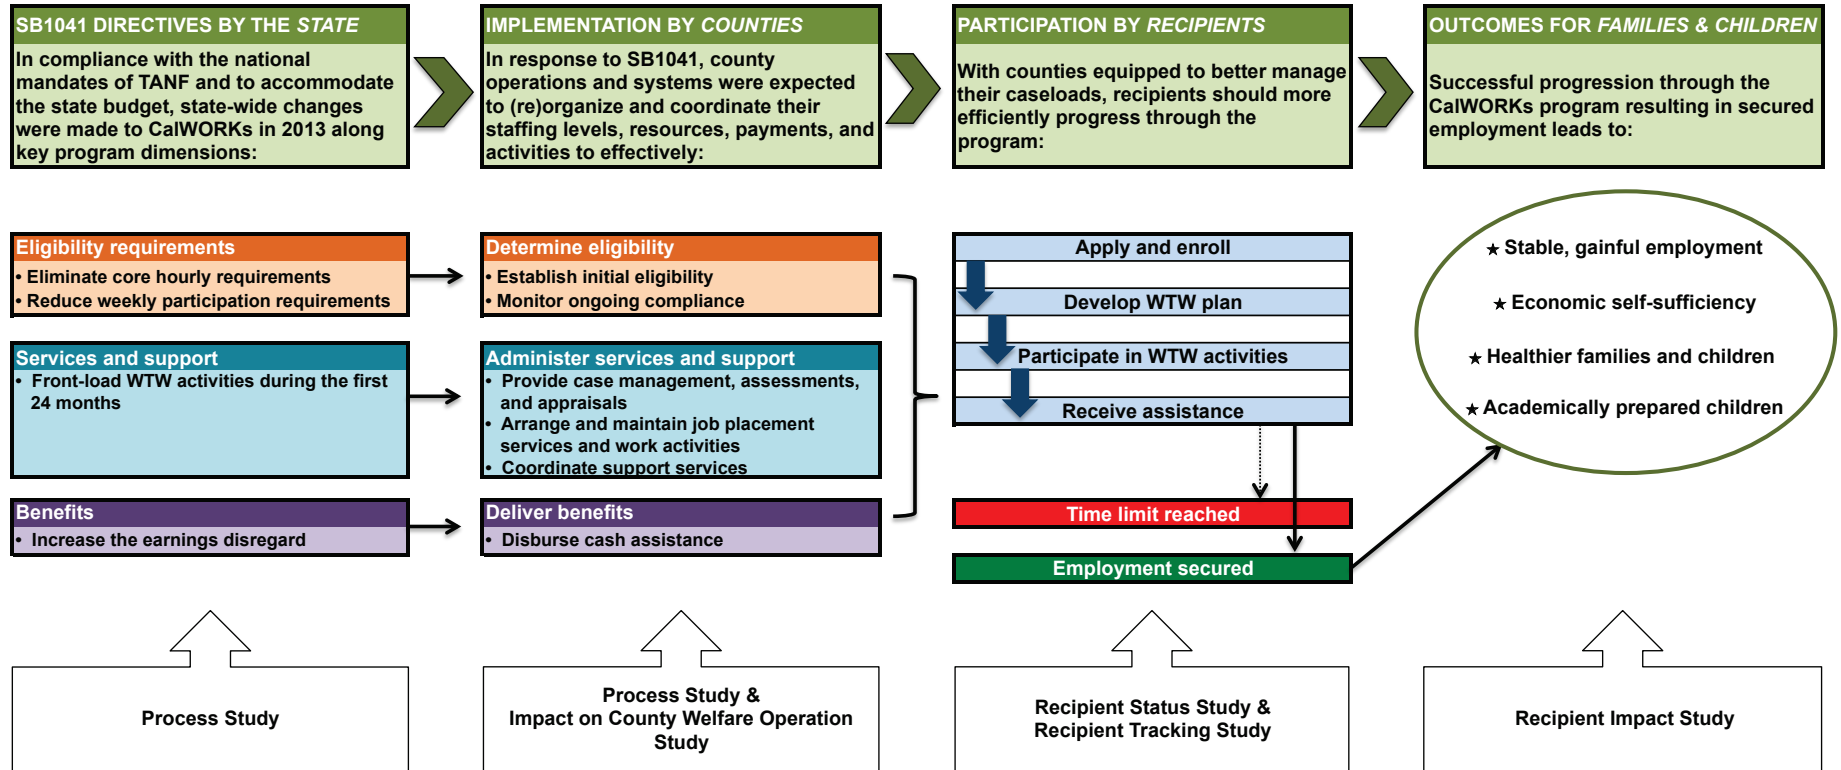 SB1041 DIRECTIVES BY THE STATE
In compliance with the national
mandates of TANF and to accommodate
the state budget, state-wide changes
were made to CalWORKs in 2013 along
key program dimensions:
IMPLEMENTATION BY COUNTIES
In response to SB1041, county
operations and systems were expected
to (re)organize and coordinate their
staffing levels, resources, payments, and
activities to effectively:
PARTICIPATION BY RECIPIENTS
With counties equipped to better manage
their caseloads, recipients should more
efficiently progress through the
program:
OUTCOMES FOR FAMILIES & CHILDREN
Successful progression through the
CalWORKs program resulting in secured
employment leads to:
Eligibility requirements
• Eliminate core hourly requirements
• Reduce weekly participation requirements
Services and support
• Front-load WTW activities during the first
24 months
Benefits
• Increase the earnings disregard
Determine eligibility
• Establish initial eligibility
• Monitor ongoing compliance
Administer services and support
• Provide case management, assessments,
and appraisals
• Arrange and maintain job placement
services and work activities
• Coordinate support services
Deliver benefits
• Disburse cash assistance
Apply and enroll
Develop WTW plan
Participate in WTW activities
Receive assistance
Time limit reached
Employment secured
★ Stable, gainful employment
★ Economic self-sufficiency
★ Healthier families and children
★ Academically prepared children
Process Study
Process Study &
Impact on County Welfare Operation
Study
Recipient Status Study &
Recipient Tracking Study
Recipient Impact Study